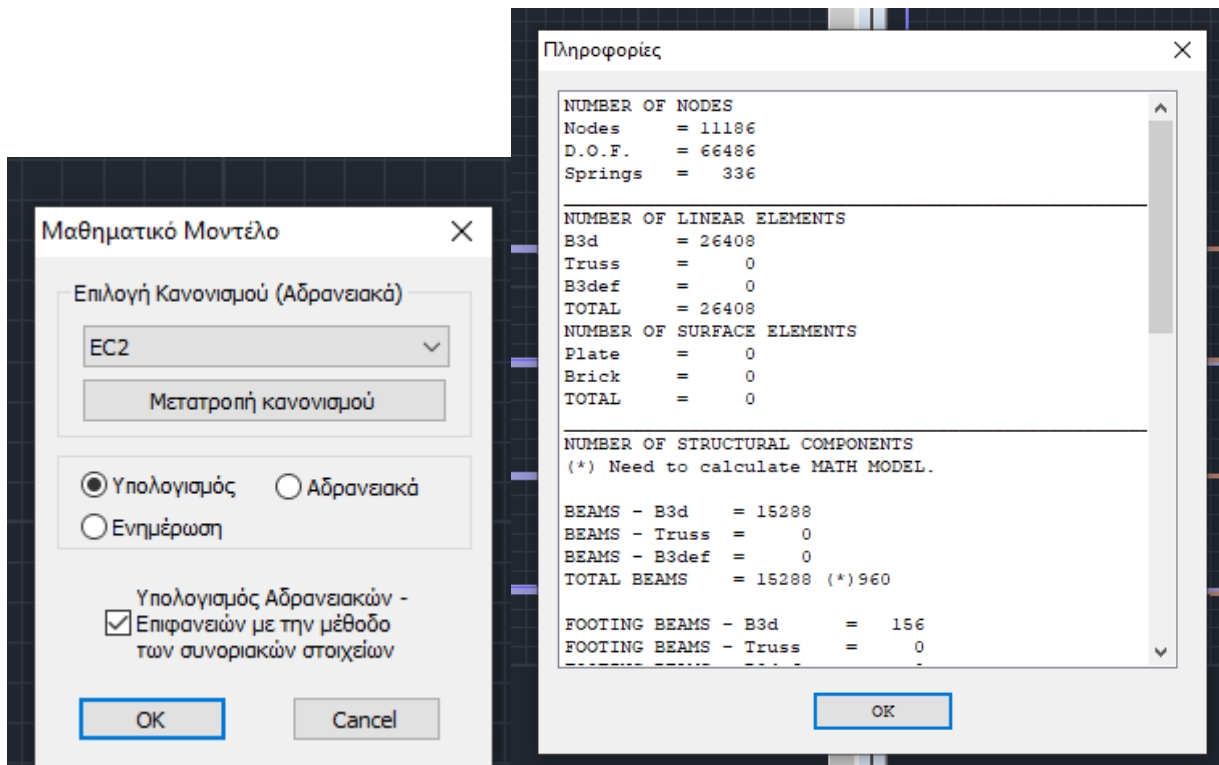 Μαθηματικό Μοντέλο
Επιλογή Κανονισμού (Αδρανειακά)
EC2
Μετατροπή κανονισμού
Υπολογισμός Αδρανειακά
Ενημέρωση
Υπολογισμός Αδρανειακών -
Επιφανειών με την μέθοδο
των συνοριακών στοιχείων
OK Cancel
Πληροφορίες
NUMBER OF NODES
Nodes = 11186
D.O.F. = 66486
Springs = 336
NUMBER OF LINEAR ELEMENTS
B3d = 26408
Truss = 0
B3def = 0
TOTAL = 26408
NUMBER OF SURFACE ELEMENTS
Plate = 0
Brick = 0
TOTAL = 0
NUMBER OF STRUCTURAL COMPONENTS
(*) Need to calculate MATH MODEL.
BEAMS - B3d = 15288
BEAMS - Truss = 0
BEAMS - B3def = 0
TOTAL BEAMS = 15288 (*)960
FOOTING BEAMS - B3d = 156
FOOTING BEAMS - Truss = 0
OK